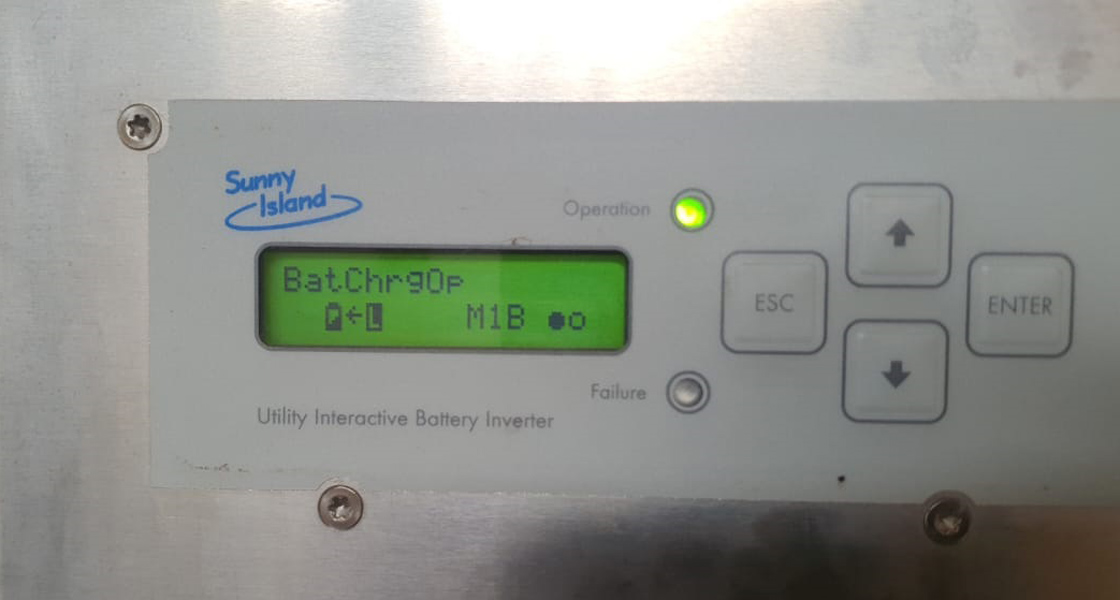 Sunny
Island
Operation
BatChrgOp
M1B
ESC
ENTER
Failure
Utility Interactive Battery Inverter